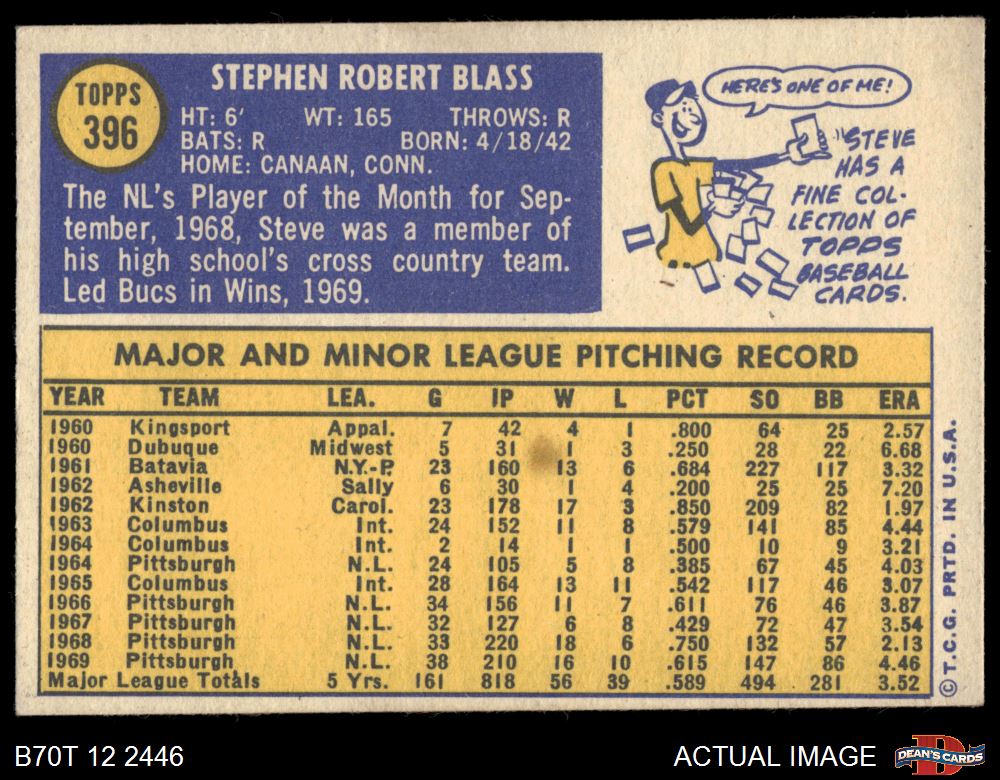 TOPPS
396
STEPHEN ROBERT BLASS
HT: 6' WT: 165 THROWS: R
BATS: R BORN: 4/18/42
HOME: CANAAN, CONN.
The NL's Player of the Month for Sep-
tember, 1968, Steve was a member of
his high school's cross country team.
Led Bucs in Wins, 1969.
HERE'S ONE OF ME!
STEVE
HAS A
FINE COL-
LECTION OF
TOPPS
BASEBALL
CARDS.
MAJOR AND MINOR LEAGUE PITCHING RECORD
YEAR TEAM LEA. G IP W L PCT SO BB ERA
1960 Kingsport Appal. 7 42 4 1 .800 64 25 2.57
1960 Dubuque Midwest 5 31 1 3 .250 28 22 6.68
1961 Batavia N.Y.-P. 23 160 13 6 .684 227 117 3.32
1962 Asheville Sally 6 30 1 4 .200 25 25 7.20
1962 Kinston Carol. 23 178 17 3 .850 209 82 1.97
1963 Columbus Int. 24 152 11 8 .579 141 85 4.44
1964 Columbus Int. 2 14 1 1 .500 10 9 3.21
1964 Pittsburgh N.L. 24 105 5 8 .385 67 45 4.03
1965 Columbus Int. 28 164 13 11 .542 117 46 3.07
1966 Pittsburgh N.L. 34 156 11 7 .611 76 46 3.87
1967 Pittsburgh N.L. 32 127 6 8 .429 72 47 3.54
1968 Pittsburgh N.L. 33 220 18 6 .750 132 57 2.13
1969 Pittsburgh N.L. 38 210 16 10 .615 147 86 4.46
Major League Totals 5 Yrs. 161 818 56 39 .589 494 281 3.52
© T.C.G. PRTD. IN U.S.A.
B70T 12 2446
ACTUAL IMAGE
D
DEAN'S CARDS